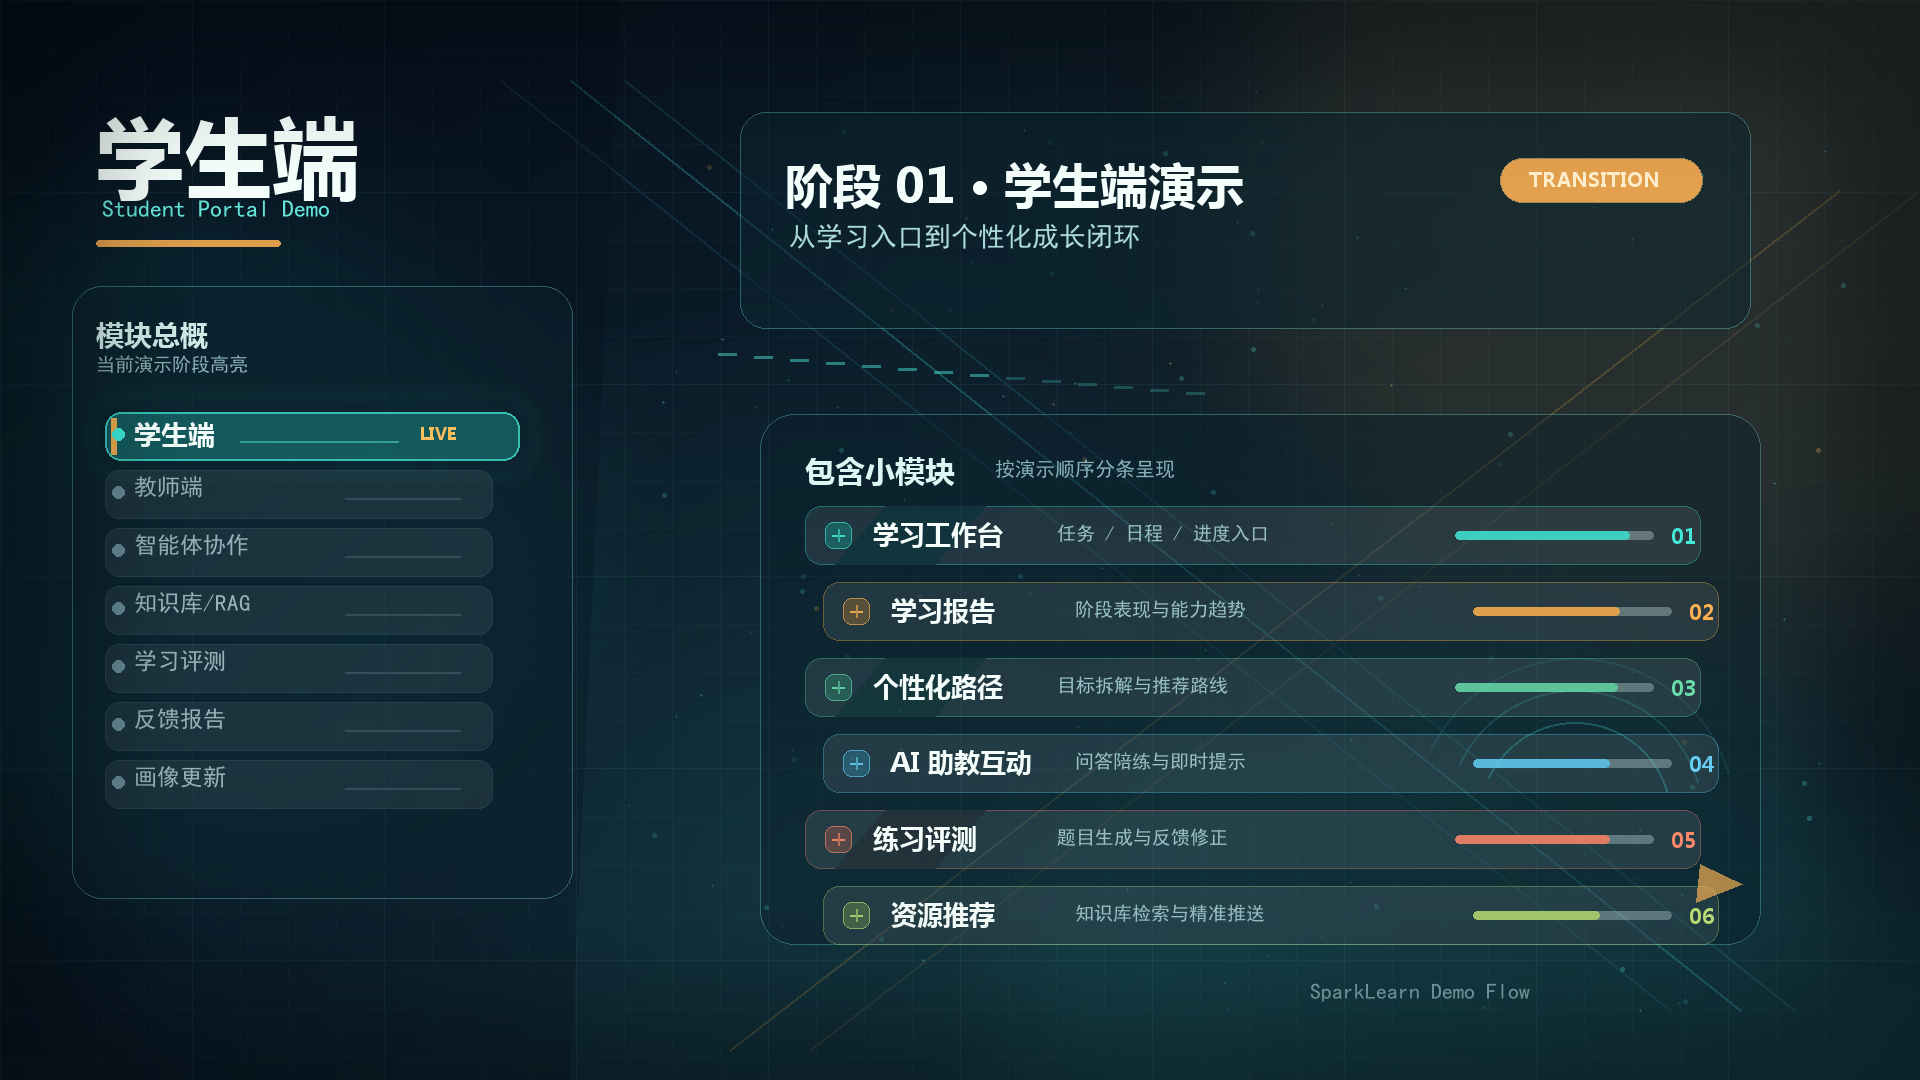 学生端
Student Portal Demo
模块总概
当前演示阶段高亮
学生端 LIVE
教师端
智能体协作
知识库/RAG
学习评测
反馈报告
画像更新
阶段 01 • 学生端演示
TRANSITION
从学习入口到个性化成长闭环
包含小模块 按演示顺序分条呈现
学习工作台 任务 / 日程 / 进度入口 01
学习报告 阶段表现与能力趋势 02
个性化路径 目标拆解与推荐路线 03
AI 助教互动 问答陪练与即时提示 04
练习评测 题目生成与反馈修正 05
资源推荐 知识库检索与精准推送 06
SparkLearn Demo Flow